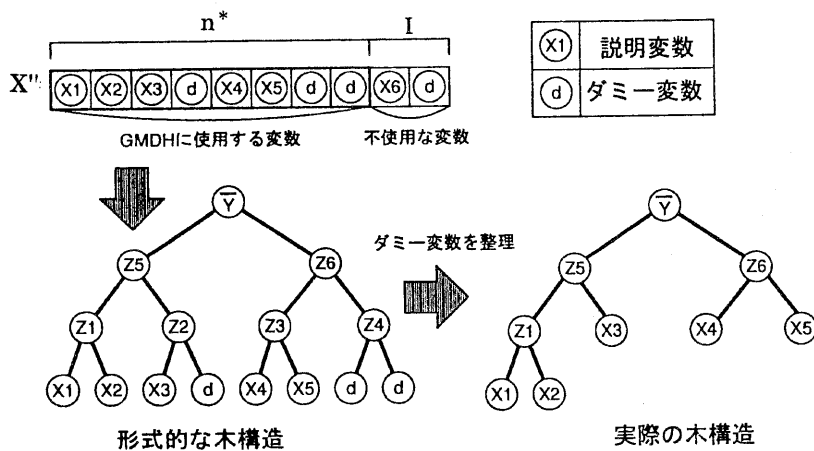 n* I
X'' X1 X2 X3 d X4 X5 d d X6 d
X1 説明変数
d ダミー変数
GMDHに使用する変数 不使用な変数
Y
Z5 Z6
Z1 Z2 Z3 Z4
X1 X2 X3 d X4 X5 d d
形式的な木構造
ダミー変数を整理
Y
Z5 Z6
Z1 X3 X4 X5
X1 X2
実際の木構造